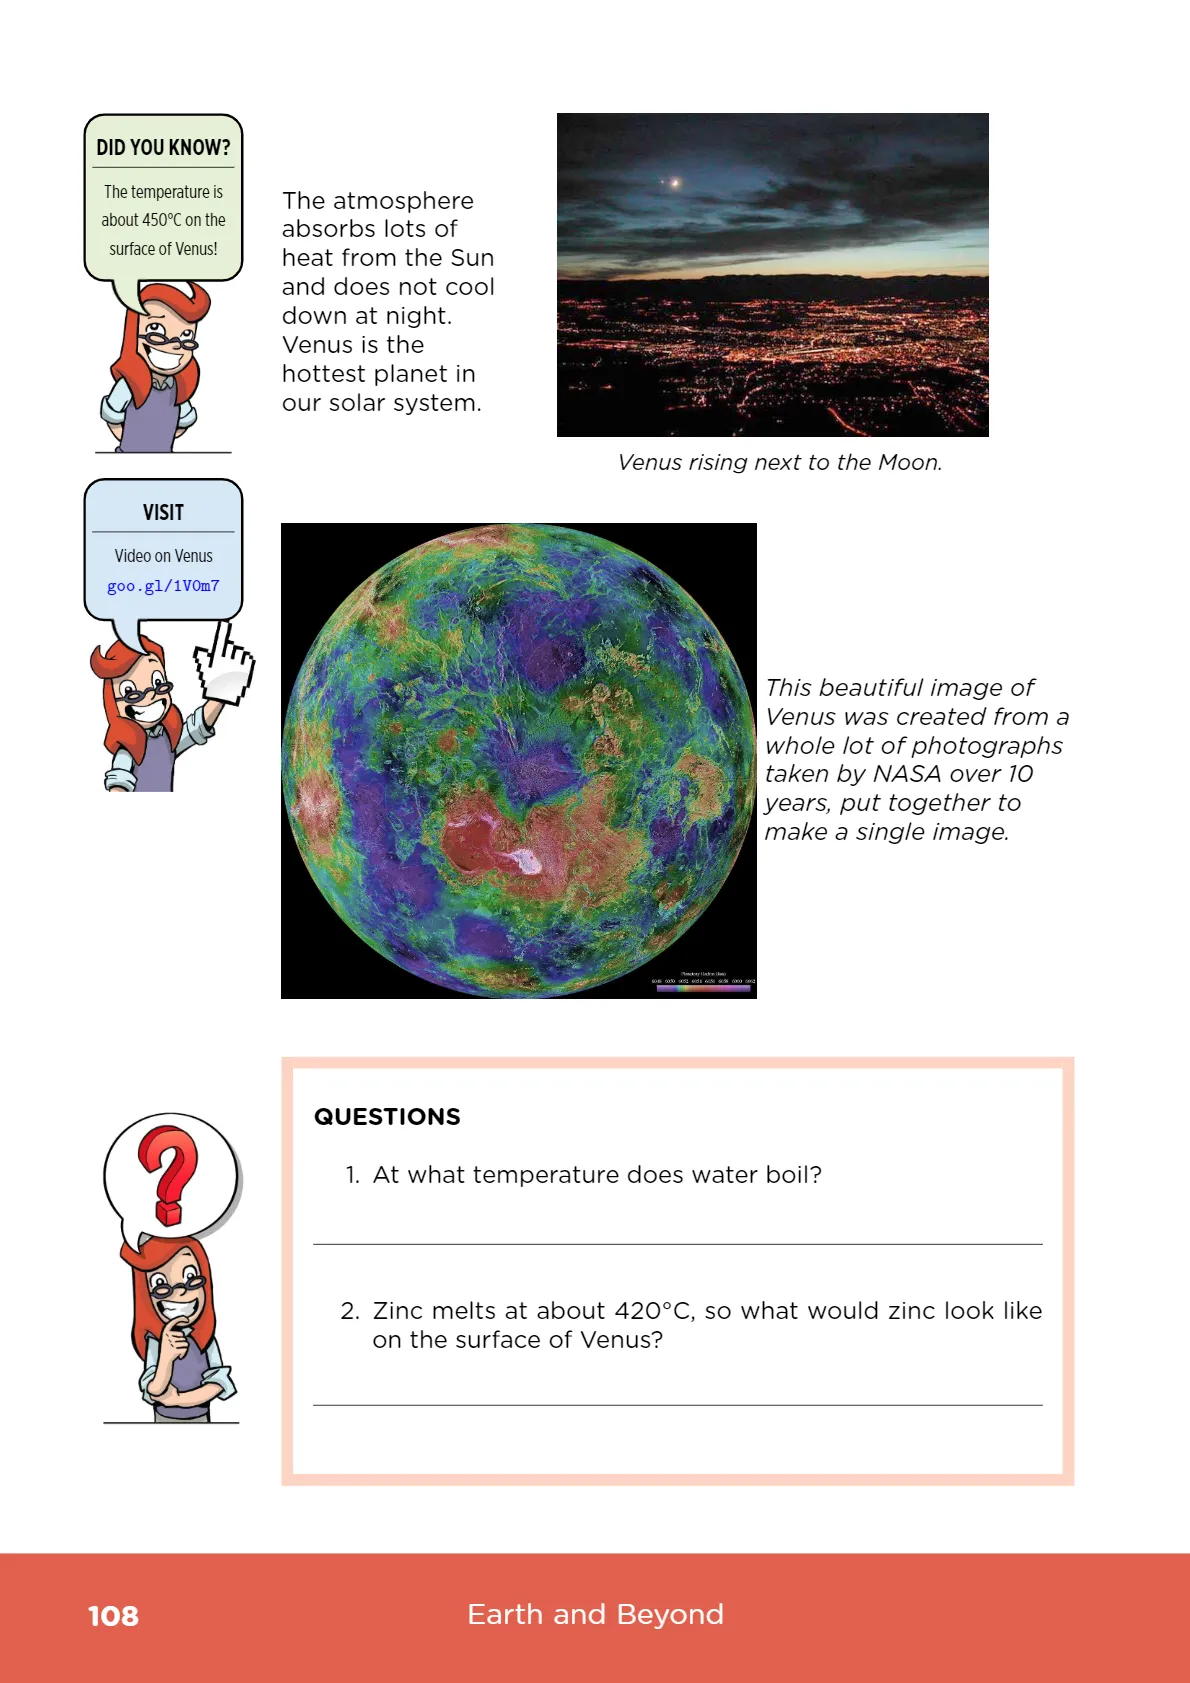 DID YOU KNOW?
The temperature is
about 450°C on the
surface of Venus!
The atmosphere
absorbs lots of
heat from the Sun
and does not cool
down at night.
Venus is the
hottest planet in
our solar system.
Venus rising next to the Moon.
VISIT
Video on Venus
goo.gl/1V0m7
This beautiful image of
Venus was created from a
whole lot of photographs
taken by NASA over 10
years, put together to
make a single image.
QUESTIONS
1. At what temperature does water boil?
2. Zinc melts at about 420°C, so what would zinc look like
on the surface of Venus?
108
Earth and Beyond